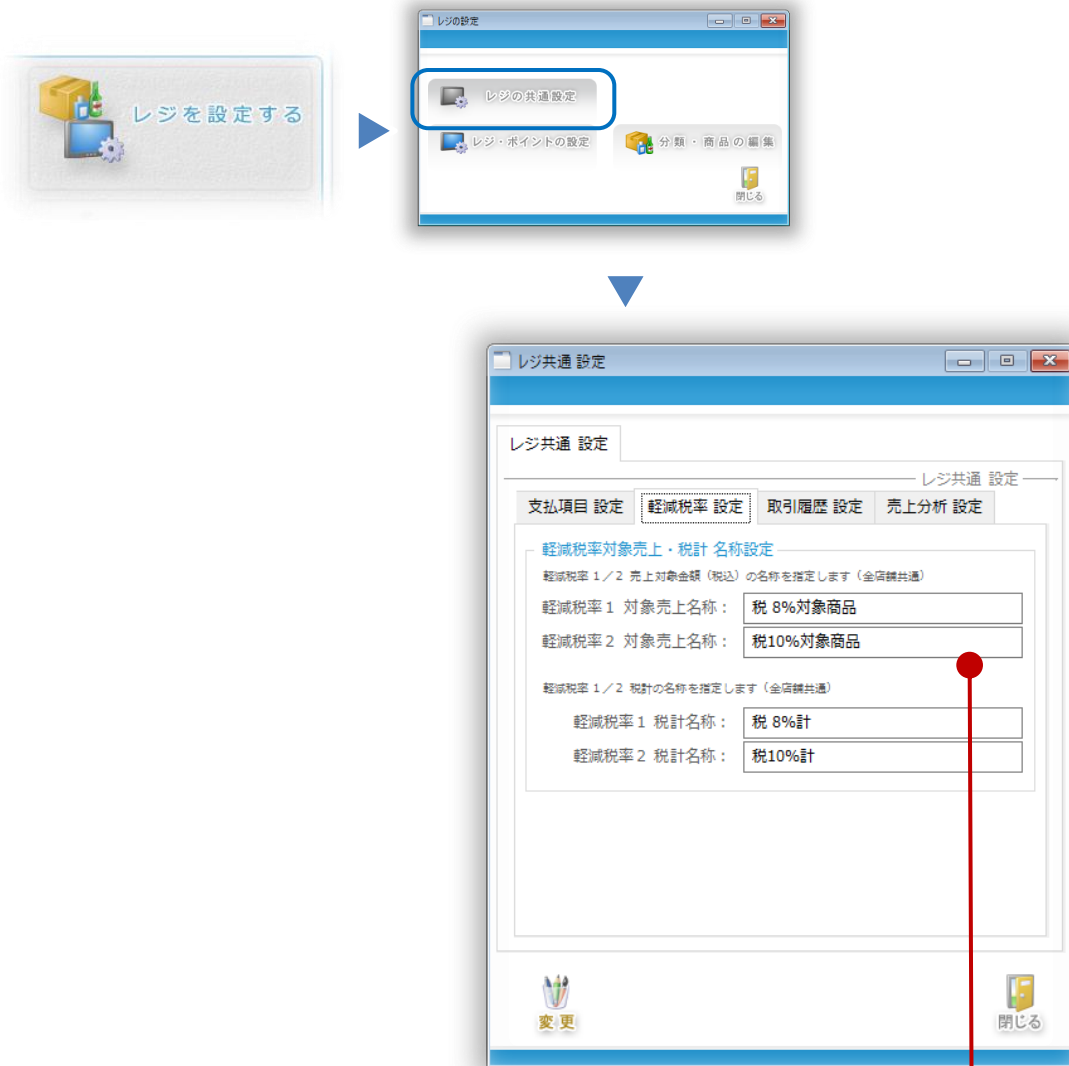 レジを設定する
レジの設定
レジの共通設定
レジ・ポイントの設定
分類・商品の編集
閉じる
レジ共通 設定
レジ共通 設定
レジ共通 設定
支払項目 設定 軽減税率 設定 取引履歴 設定 売上分析 設定
軽減税率対象売上・税計 名称設定
軽減税率 1/2 売上対象金額（税込）の名称を指定します（全店舗共通）
軽減税率1 対象売上名称： 税 8%対象商品
軽減税率2 対象売上名称： 税10%対象商品
軽減税率 1/2 税計の名称を指定します（全店舗共通）
軽減税率1 税計名称： 税 8%計
軽減税率2 税計名称： 税10%計
変更
閉じる